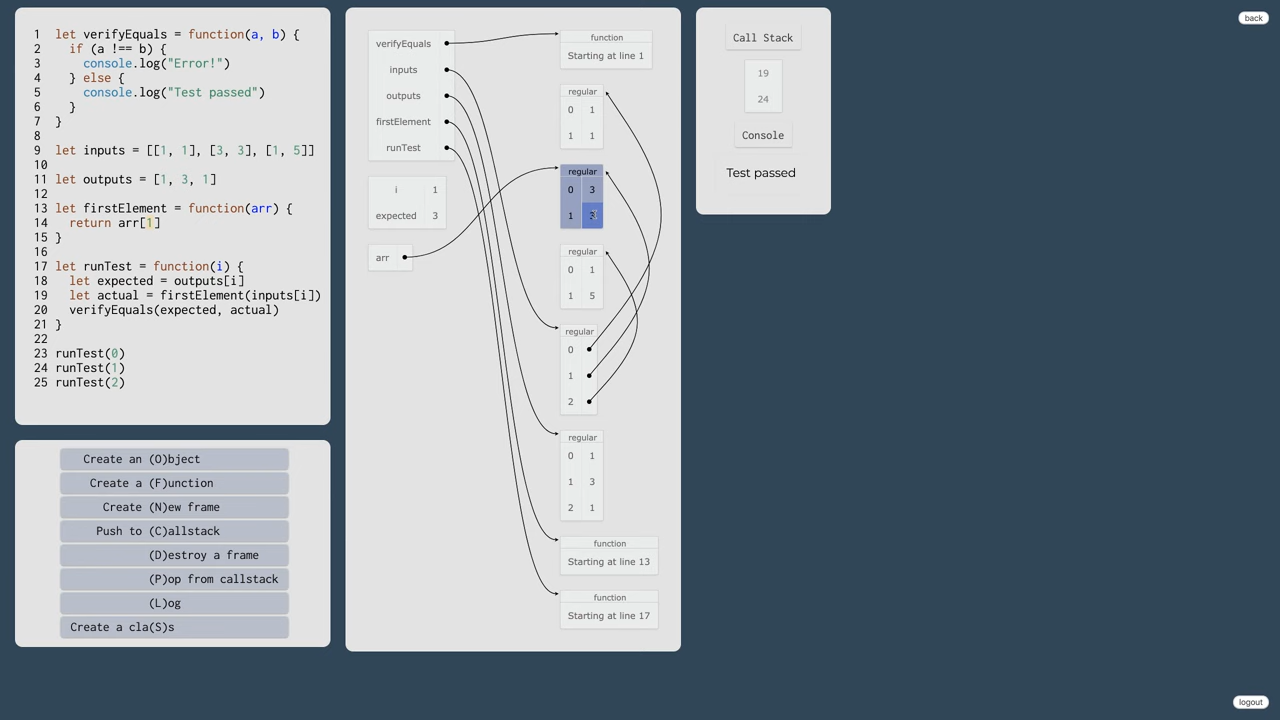 1 let verifyEquals = function(a, b) {
2 if (a !== b) {
3 console.log("Error!")
4 } else {
5 console.log("Test passed")
6 }
7 }
8
9 let inputs = [[1, 1], [3, 3], [1, 5]]
10
11 let outputs = [1, 3, 1]
12
13 let firstElement = function(arr) {
14 return arr[1]
15 }
16
17 let runTest = function(i) {
18 let expected = outputs[i]
19 let actual = firstElement(inputs[i])
20 verifyEquals(expected, actual)
21 }
22
23 runTest(0)
24 runTest(1)
25 runTest(2)
Create an (O)bject
Create a (F)unction
Create (N)ew frame
Push to (C)allstack
(D)estroy a frame
(P)op from callstack
(L)og
Create a cla(S)s
verifyEquals
inputs
outputs
firstElement
runTest
i 1
expected 3
arr
function
Starting at line 1
regular
0 1
1 1
regular
0 3
1 3
regular
0 1
1 5
regular
0
1
2
regular
0 1
1 3
2 1
function
Starting at line 13
function
Starting at line 17
Call Stack
19
24
Console
Test passed
back
logout